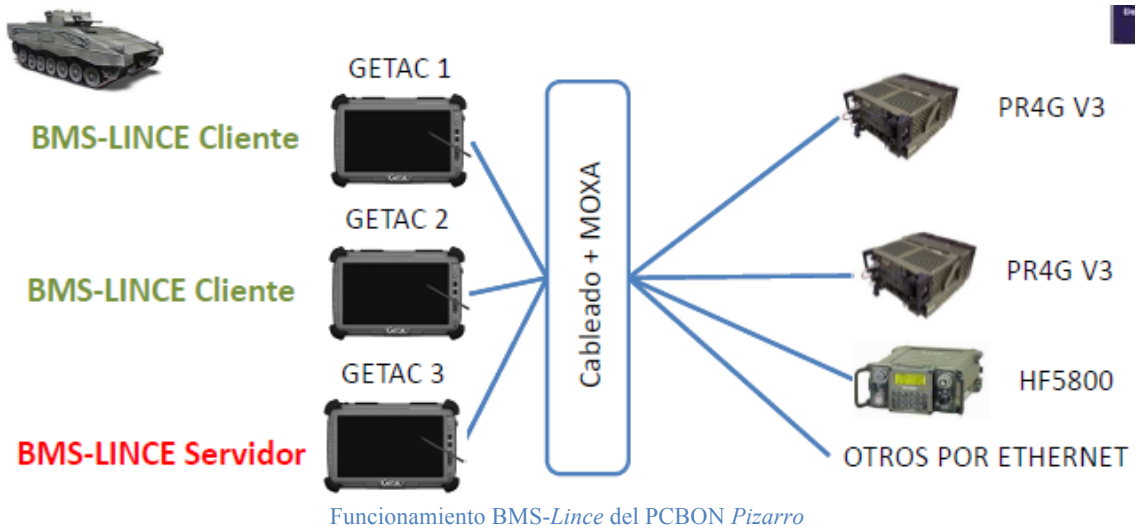 GETAC 1
BMS-LINCE Cliente
GETAC 2
BMS-LINCE Cliente
GETAC 3
BMS-LINCE Servidor
Cableado + MOXA
PR4G V3
PR4G V3
HF5800
OTROS POR ETHERNET
Funcionamiento BMS-Lince del PCBON Pizarro